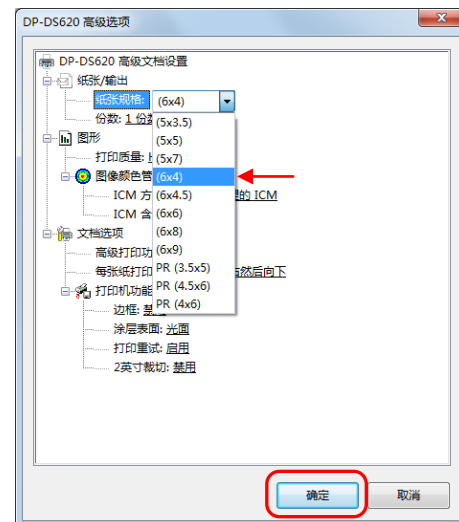 DP-DS620 高级选项
DP-DS620 高级文档设置
纸张/输出
纸张规格: (6x4)
份数: 1 份
(5x3.5)
图形
(5x5)
打印质量:
(5x7)
图像颜色管
(6x4)
ICM 方
(6x4.5)
的 ICM
ICM 含
(6x6)
文档选项
(6x8)
高级打印功
(6x9)
每张纸打印
PR (3.5x5)
然后向下
打印机功能
PR (4.5x6)
边框:
PR (4x6)
涂层表面: 光面
打印重试: 启用
2英寸裁切: 禁用
确定
取消